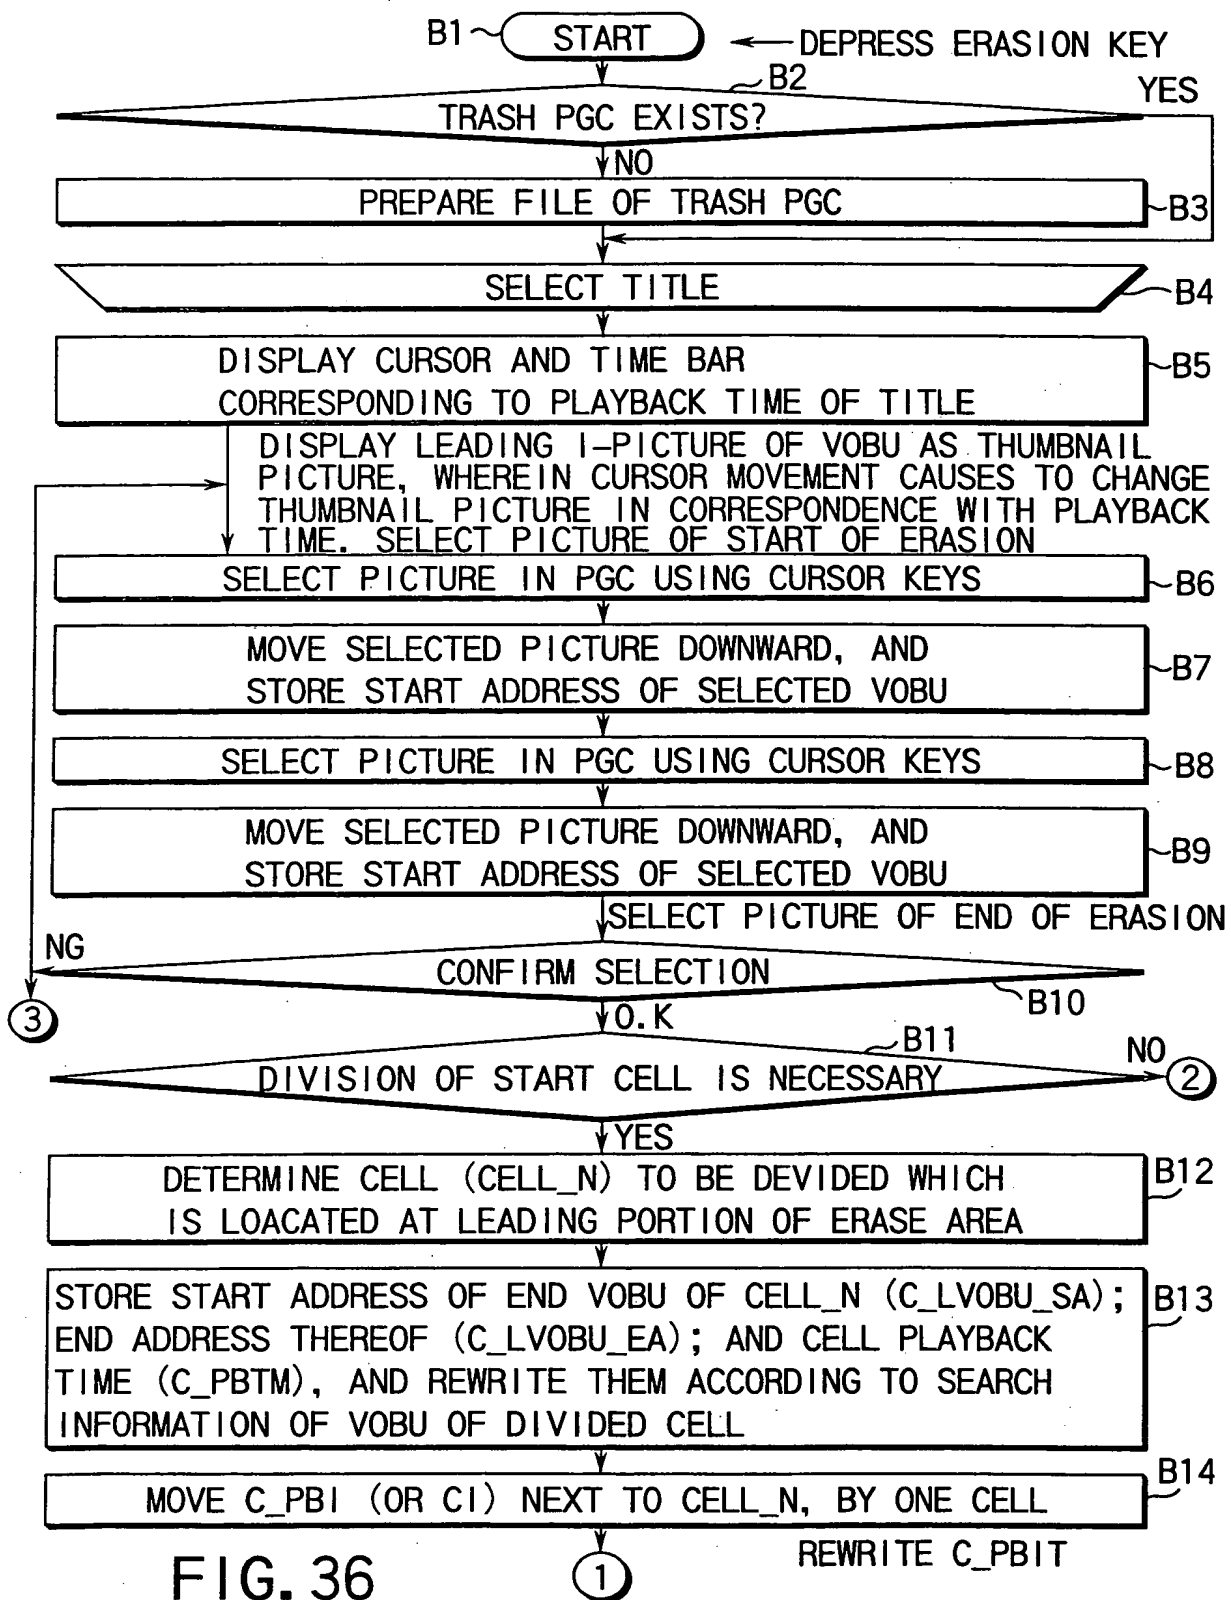 B1
START
DEPRESS ERASION KEY
B2
YES
TRASH PGC EXISTS?
NO
PREPARE FILE OF TRASH PGC
B3
SELECT TITLE
B4
DISPLAY CURSOR AND TIME BAR
CORRESPONDING TO PLAYBACK TIME OF TITLE
B5
DISPLAY LEADING I-PICTURE OF VOBU AS THUMBNAIL
PICTURE, WHEREIN CURSOR MOVEMENT CAUSES TO CHANGE
THUMBNAIL PICTURE IN CORRESPONDENCE WITH PLAYBACK
TIME. SELECT PICTURE OF START OF ERASION
SELECT PICTURE IN PGC USING CURSOR KEYS
B6
MOVE SELECTED PICTURE DOWNWARD, AND
STORE START ADDRESS OF SELECTED VOBU
B7
SELECT PICTURE IN PGC USING CURSOR KEYS
B8
MOVE SELECTED PICTURE DOWNWARD, AND
STORE START ADDRESS OF SELECTED VOBU
B9
SELECT PICTURE OF END OF ERASION
NG
CONFIRM SELECTION
B10
3
O.K
B11
NO
DIVISION OF START CELL IS NECESSARY
2
YES
DETERMINE CELL (CELL_N) TO BE DEVIDED WHICH
IS LOACATED AT LEADING PORTION OF ERASE AREA
B12
STORE START ADDRESS OF END VOBU OF CELL_N (C_LVOBU_SA);
END ADDRESS THEREOF (C_LVOBU_EA); AND CELL PLAYBACK
TIME (C_PBTM), AND REWRITE THEM ACCORDING TO SEARCH
INFORMATION OF VOBU OF DIVIDED CELL
B13
MOVE C_PBI (OR CI) NEXT TO CELL_N, BY ONE CELL
B14
REWRITE C_PBIT
1
FIG. 36